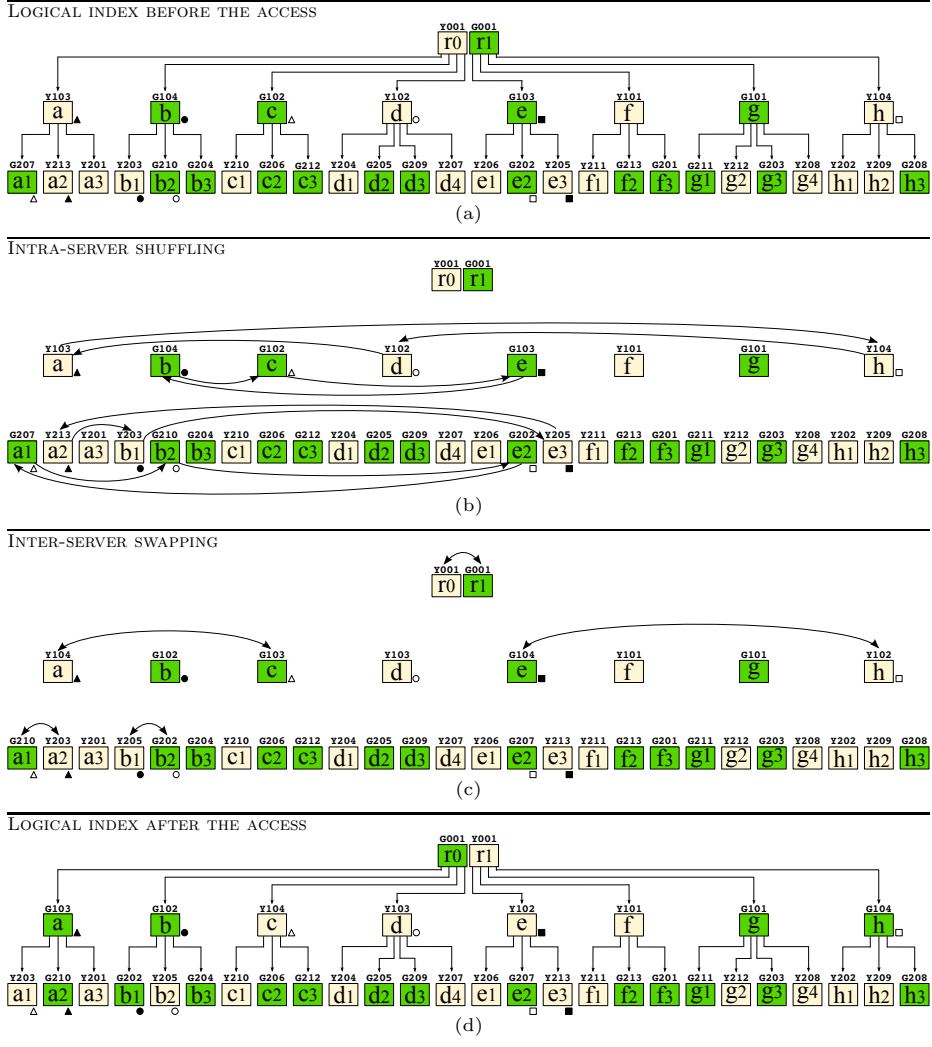 LOGICAL INDEX BEFORE THE ACCESS
Y001 G001
r0 r1
Y103 G104 G102 Y102 G103 Y101 G101 Y104
a b c d e f g h
G207 Y213 Y201 Y203 G210 G204 Y210 G206 G212 Y204 G205 G209 Y207 Y206 G202 Y205 Y211 G213 G201 G211 Y212 G203 Y208 Y202 Y209 G208
a1 a2 a3 b1 b2 b3 c1 c2 c3 d1 d2 d3 d4 e1 e2 e3 f1 f2 f3 g1 g2 g3 g4 h1 h2 h3
(a)
INTRA-SERVER SHUFFLING
Y001 G001
r0 r1
Y103 G104 G102 Y102 G103 Y101 G101 Y104
a b c d e f g h
G207 Y213 Y201 Y203 G210 G204 Y210 G206 G212 Y204 G205 G209 Y207 Y206 G202 Y205 Y211 G213 G201 G211 Y212 G203 Y208 Y202 Y209 G208
a1 a2 a3 b1 b2 b3 c1 c2 c3 d1 d2 d3 d4 e1 e2 e3 f1 f2 f3 g1 g2 g3 g4 h1 h2 h3
(b)
INTER-SERVER SWAPPING
Y001 G001
r0 r1
Y104 G102 G103 Y103 G104 Y101 G101 Y102
a b c d e f g h
G210 Y203 Y201 Y205 G202 G204 Y210 G206 G212 Y204 G205 G209 Y207 Y206 G207 Y213 Y211 G213 G201 G211 Y212 G203 Y208 Y202 Y209 G208
a1 a2 a3 b1 b2 b3 c1 c2 c3 d1 d2 d3 d4 e1 e2 e3 f1 f2 f3 g1 g2 g3 g4 h1 h2 h3
(c)
LOGICAL INDEX AFTER THE ACCESS
G001 Y001
r0 r1
G103 G102 Y104 Y103 Y102 Y101 G101 G104
a b c d e f g h
Y203 G210 Y201 G202 Y205 G204 Y210 G206 G212 Y204 G205 G209 Y207 Y206 G207 Y213 Y211 G213 G201 G211 Y212 G203 Y208 Y202 Y209 G208
a1 a2 a3 b1 b2 b3 c1 c2 c3 d1 d2 d3 d4 e1 e2 e3 f1 f2 f3 g1 g2 g3 g4 h1 h2 h3
(d)